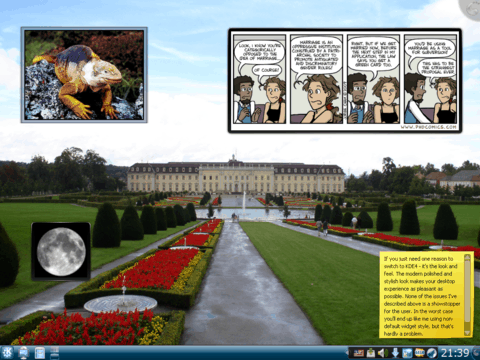 LOOK, I KNOW YOU'RE
CATEGORICALLY
OPPOSED TO THE
IDEA OF MARRIAGE...
OF COURSE!
MARRIAGE IS AN
OPPRESSIVE INSTITUTION
CONSTRUCTED BY A PATRI-
ARCHAL SOCIETY TO
PROMOTE ANTIQUATED
AND DISCRIMINATORY
GENDER ROLES!
RIGHT, BUT IF WE GET
MARRIED NOW, BEFORE
THE NEXT STEP IN MY
APPLICATION, THE LAW
SAYS YOU GET A
GREEN CARD TOO.
YOU'D BE USING
MARRIAGE AS A TOOL
FOR SUBVERSION!
THIS HAS TO BE
THE STRANGEST
PROPOSAL EVER.
WWW.PHDCOMICS.COM
If you just need one reason to
switch to KDE4 - it's the look and
feel. The modern polished and
stylish look makes your desktop
experience as pleasant as
possible. None of the issues I've
described above is a showstopper
for the user. In the worst case
you'll end up like me using non-
default widget style, but that's
hardly a problem.
21:39